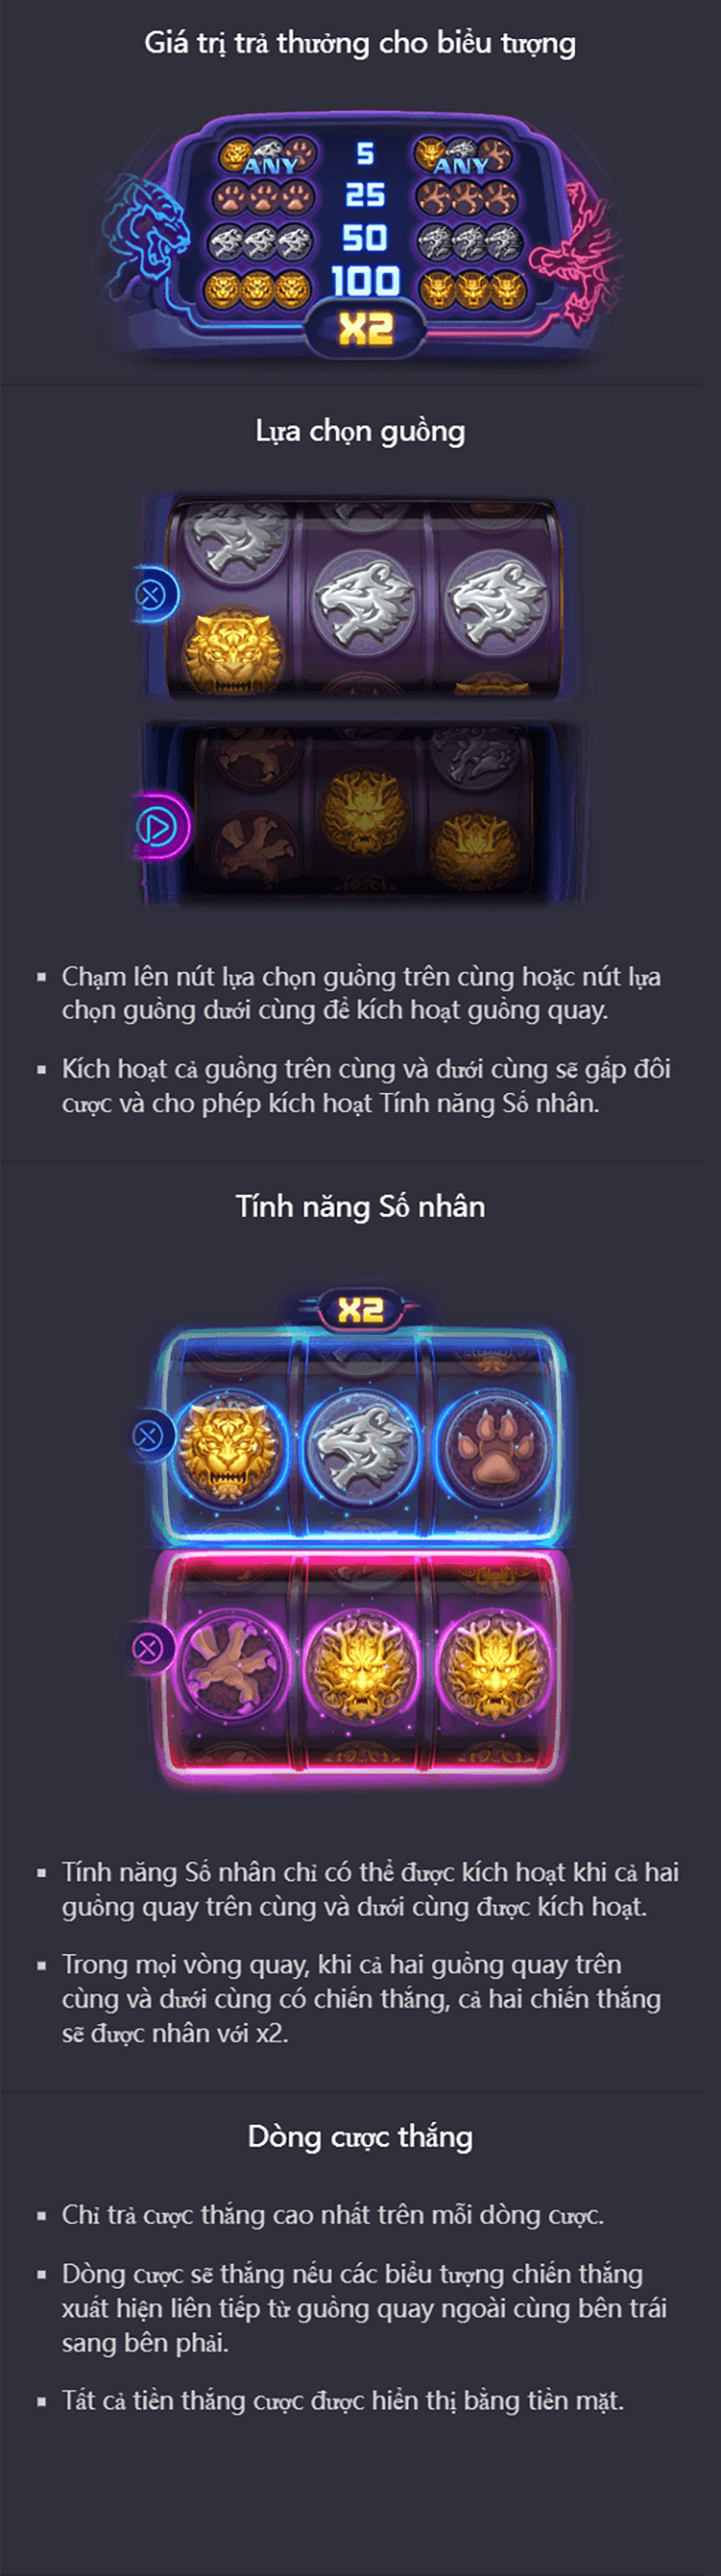 Giá trị trả thưởng cho biểu tượng
ANY 5 ANY
25
50
100
X2
Lựa chọn guồng
Chạm lên nút lựa chọn guồng trên cùng hoặc nút lựa
chọn guồng dưới cùng để kích hoạt guồng quay.
Kích hoạt cả guồng trên cùng và dưới cùng sẽ gấp đôi
cược và cho phép kích hoạt Tính năng Số nhân.
Tính năng Số nhân
X2
Tính năng Số nhân chỉ có thể được kích hoạt khi cả hai
guồng quay trên cùng và dưới cùng được kích hoạt.
Trong mọi vòng quay, khi cả hai guồng quay trên
cùng và dưới cùng có chiến thắng, cả hai chiến thắng
sẽ được nhân với x2.
Dòng cược thắng
Chỉ trả cược thắng cao nhất trên mỗi dòng cược.
Dòng cược sẽ thắng nếu các biểu tượng chiến thắng
xuất hiện liên tiếp từ guồng quay ngoài cùng bên trái
sang bên phải.
Tất cả tiền thắng cược được hiển thị bằng tiền mặt.